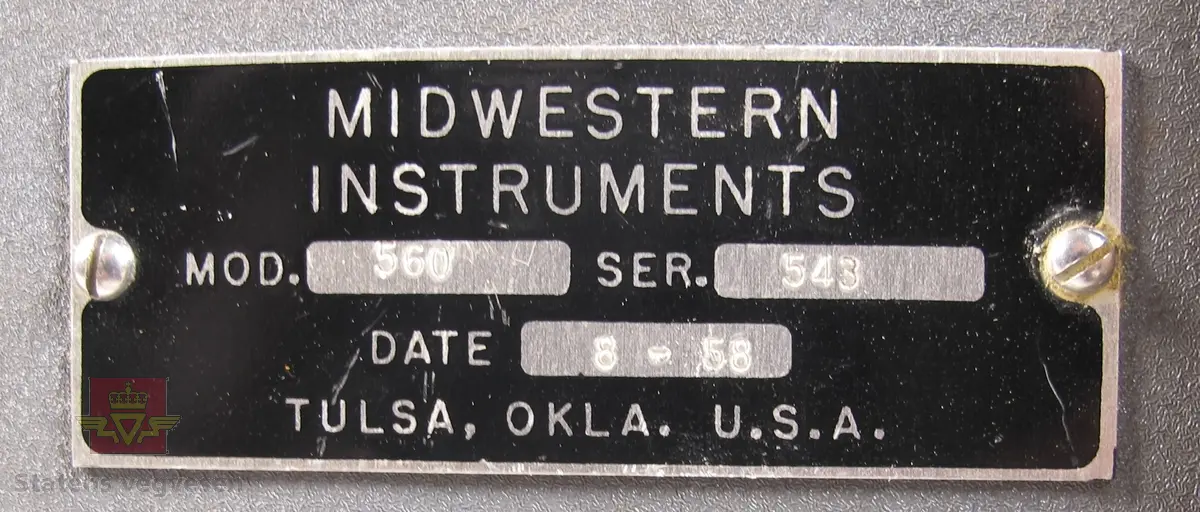 MIDWESTERN
INSTRUMENTS
MOD. 560 SER. 543
DATE 8 - 58
TULSA, OKLA. U.S.A.
Statens vegvesen